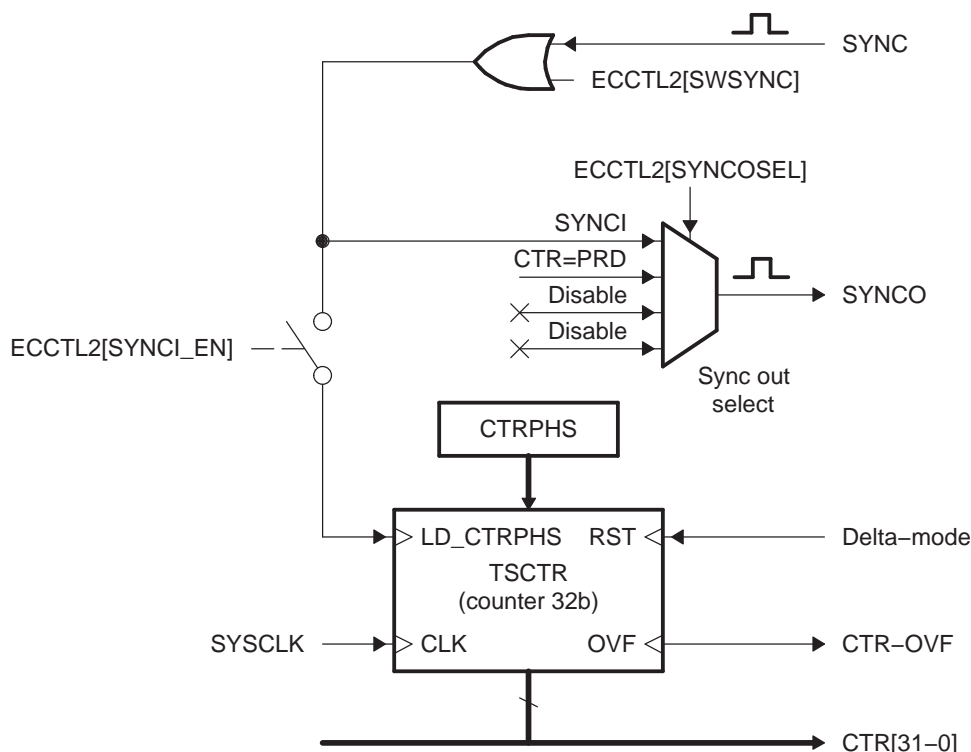 SYNC
ECCTL2[SWSYNC]
ECCTL2[SYNCOSEL]
SYNCI
CTR=PRD
Disable
Disable
SYNCO
ECCTL2[SYNCI_EN]
Sync out
select
CTRPHS
LD_CTRPHS RST
Delta−mode
TSCTR
(counter 32b)
SYSCLK
CLK OVF
CTR−OVF
CTR[31−0]